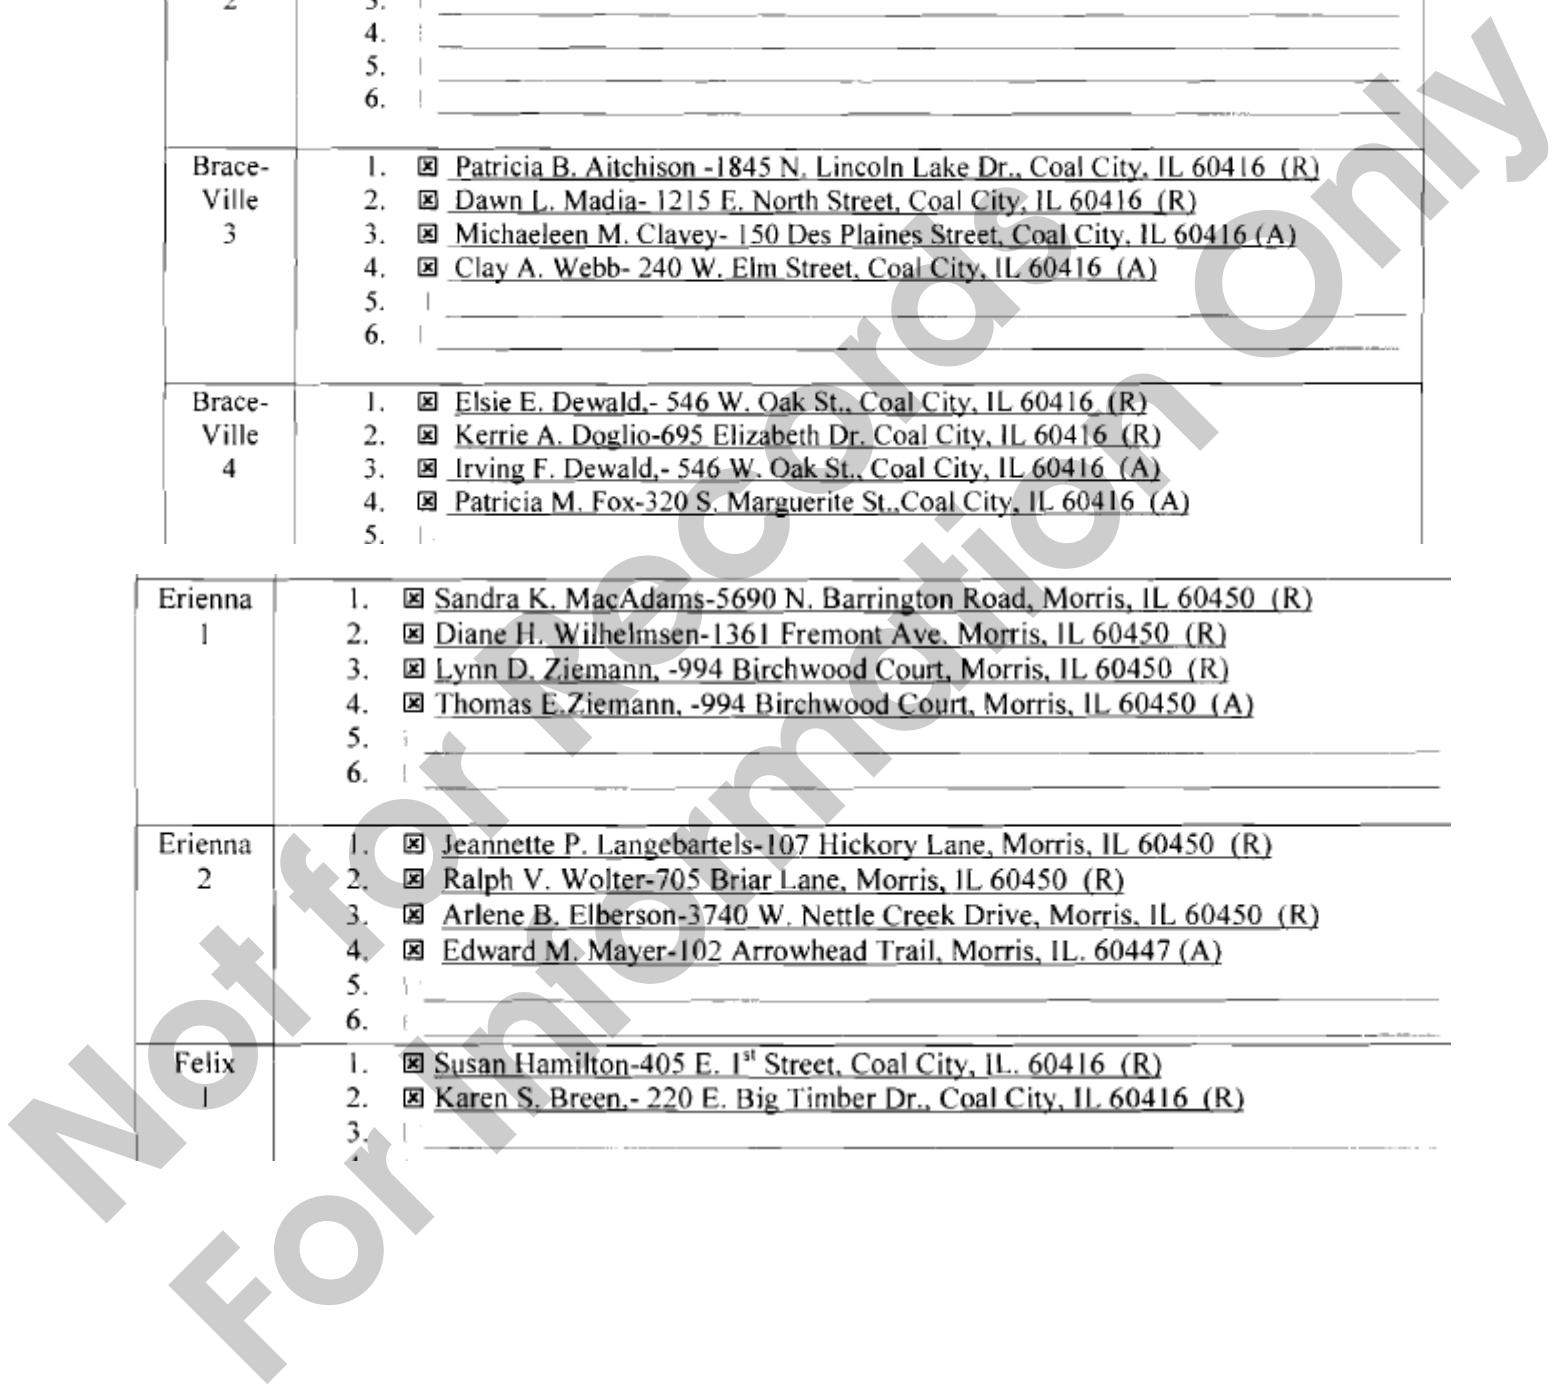 2 3.
4.
5.
6.
Brace- 1. ☒ Patricia B. Aitchison -1845 N. Lincoln Lake Dr., Coal City, IL 60416 (R)
Ville 2. ☒ Dawn L. Madia- 1215 E. North Street, Coal City, IL 60416 (R)
3 3. ☒ Michaeleen M. Clavey- 150 Des Plaines Street, Coal City, IL 60416 (A)
4. ☒ Clay A. Webb- 240 W. Elm Street, Coal City, IL 60416 (A)
5.
6.
Brace- 1. ☒ Elsie E. Dewald,- 546 W. Oak St., Coal City, IL 60416 (R)
Ville 2. ☒ Kerrie A. Doglio-695 Elizabeth Dr. Coal City, IL 60416 (R)
4 3. ☒ Irving F. Dewald,- 546 W. Oak St., Coal City, IL 60416 (A)
4. ☒ Patricia M. Fox-320 S. Marguerite St.,Coal City, IL 60416 (A)
5.
Erienna 1. ☒ Sandra K. MacAdams-5690 N. Barrington Road, Morris, IL 60450 (R)
1 2. ☒ Diane H. Wilhelmsen-1361 Fremont Ave. Morris, IL 60450 (R)
3. ☒ Lynn D. Ziemann, -994 Birchwood Court, Morris, IL 60450 (R)
4. ☒ Thomas E.Ziemann, -994 Birchwood Court, Morris, IL 60450 (A)
5.
6.
Erienna 1. ☒ Jeannette P. Langebartels-107 Hickory Lane, Morris, IL 60450 (R)
2 2. ☒ Ralph V. Wolter-705 Briar Lane, Morris, IL 60450 (R)
3. ☒ Arlene B. Elberson-3740 W. Nettle Creek Drive, Morris, IL 60450 (R)
4. ☒ Edward M. Mayer-102 Arrowhead Trail, Morris, IL. 60447 (A)
5.
6.
Felix 1. ☒ Susan Hamilton-405 E. 1st Street, Coal City, IL. 60416 (R)
1 2. ☒ Karen S. Breen,- 220 E. Big Timber Dr., Coal City, IL 60416 (R)
3.
Not for Records
For Information Only